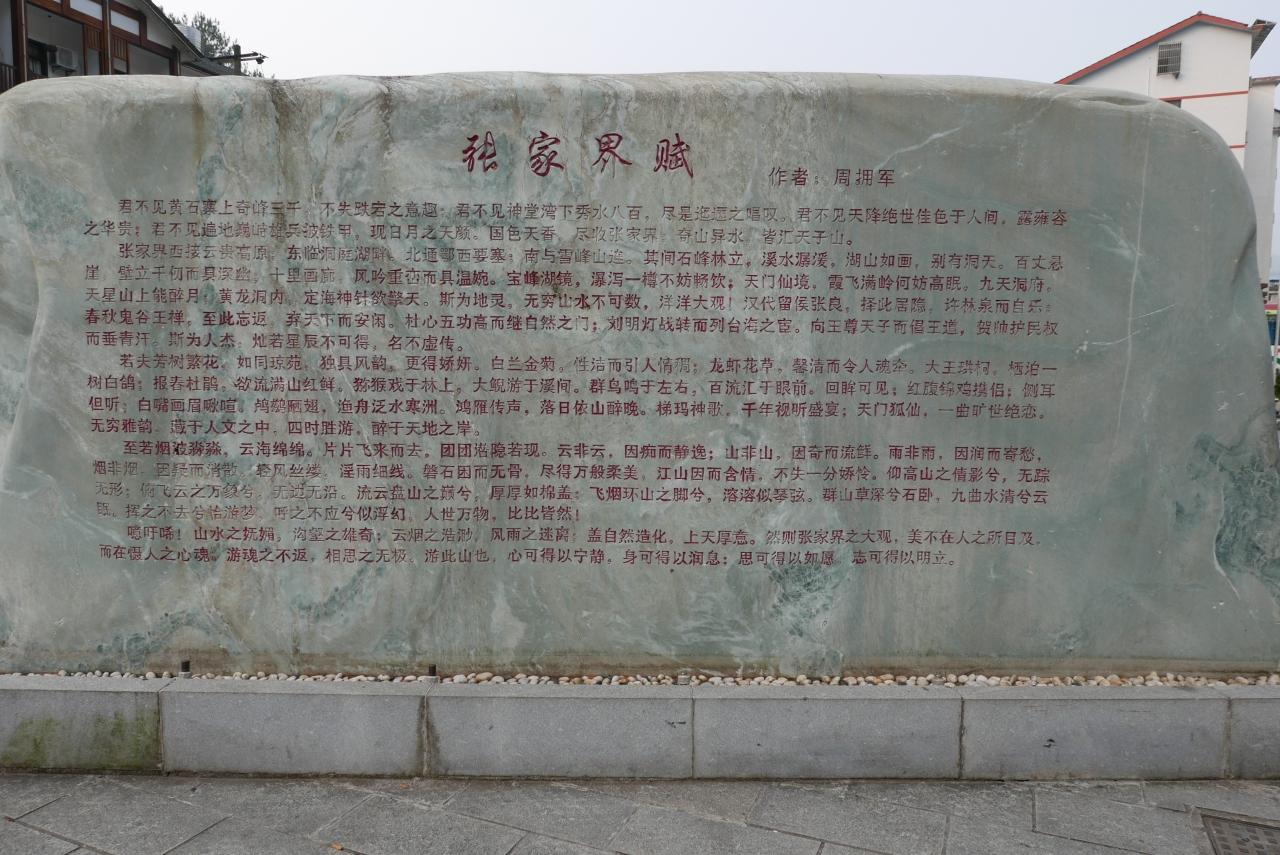 张家界赋
作者：周拥军
君不见黄石寨上奇峰三千，不失跌宕之意趣；君不见神堂湾下秀水八百，尽是迤逦之唱叹。君不见天降绝世佳色于人间，露雍容
之华贵；君不见遍地巍峙雄兵披铁甲，现日月之天颜。国色天香，尽收张家界。奇山异水，皆汇天子山。
张家界西接云贵高原，东临洞庭湖畔，北通鄂西要塞；南与雪峰山连。其间石峰林立，溪水潺湲，湖山如画，别有洞天。百丈悬
崖，壁立千仞而具深幽；十里画廊，风吟重峦而具温婉。宝峰湖镜，瀑泻一樽不妨畅饮；天门仙境，霞飞满岭何妨高眠。九天洞府，
天星山上能醉月；黄龙洞内，定海神针欲擎天。斯为地灵，无穷山水不可数，洋洋大观！汉代留侯张良，择此居隐，许林泉而自乐；
春秋鬼谷王禅，至此忘返，弃天下而安闲。杜心五功高而继自然之门；刘明灯战转而列台海之宦。向王尊天子而倡王道，贺帅护民权
而垂青汗。斯为人杰，灿若星辰不可得，名不虚传。
若夫芳树繁花，如同琼苑，独具风韵，更得娇妍。白兰金菊，性洁而引人情稠；龙虾花草，馨清而令人魂牵。大王珙柯，栖泊一
树白鸽；报春杜鹃，欲流满山红鲜。猕猴戏于林上，大鲵游于溪间。群鸟鸣于左右，百流汇于眼前。回眸可见；红腹锦鸡携侣；侧耳
但听；白嘴画眉啾喧。鸬鹚晒翅，渔舟泛水寒洲。鸿雁传声，落日依山醉晚。梯玛神歌，千年视听盛宴；天门狐仙，一曲旷世绝恋。
无穷雅韵，藏于人文之中，四时胜游，醉于天地之岸。
至若烟波淼淼，云海绵绵。片片飞来而去，团团渐隐若现。云非云，因痴而静逸；山非山，因奇而流鲜。雨非雨，因润而寄愁，
烟非烟，因疑而消散。轻风丝缕，淫雨细线。磐石因而无骨，尽得万般柔美，江山因而含情，不失一分娇怜。仰高山之倩影兮，无踪
无形；俯飞云之万象兮，无边无沿。流云盘山之巅兮，厚厚如棉盖；飞烟环山之脚兮，溶溶似琴弦。群山草深兮石卧，九曲水清兮云
眠。挥之不去兮恰游梦，呼之不应兮似浮幻，人世万物，比比皆然！
噫吁唏！山水之妩媚，沟壑之雄奇；云烟之浩渺，风雨之迷离；盖自然造化，上天厚意。然则张家界之大观，美不在人之所目及，
而在慑人之心魂。游魂之不返，相思之无极。游此山也，心可得以宁静，身可得以润息；思可得以如愿，志可得以明立。